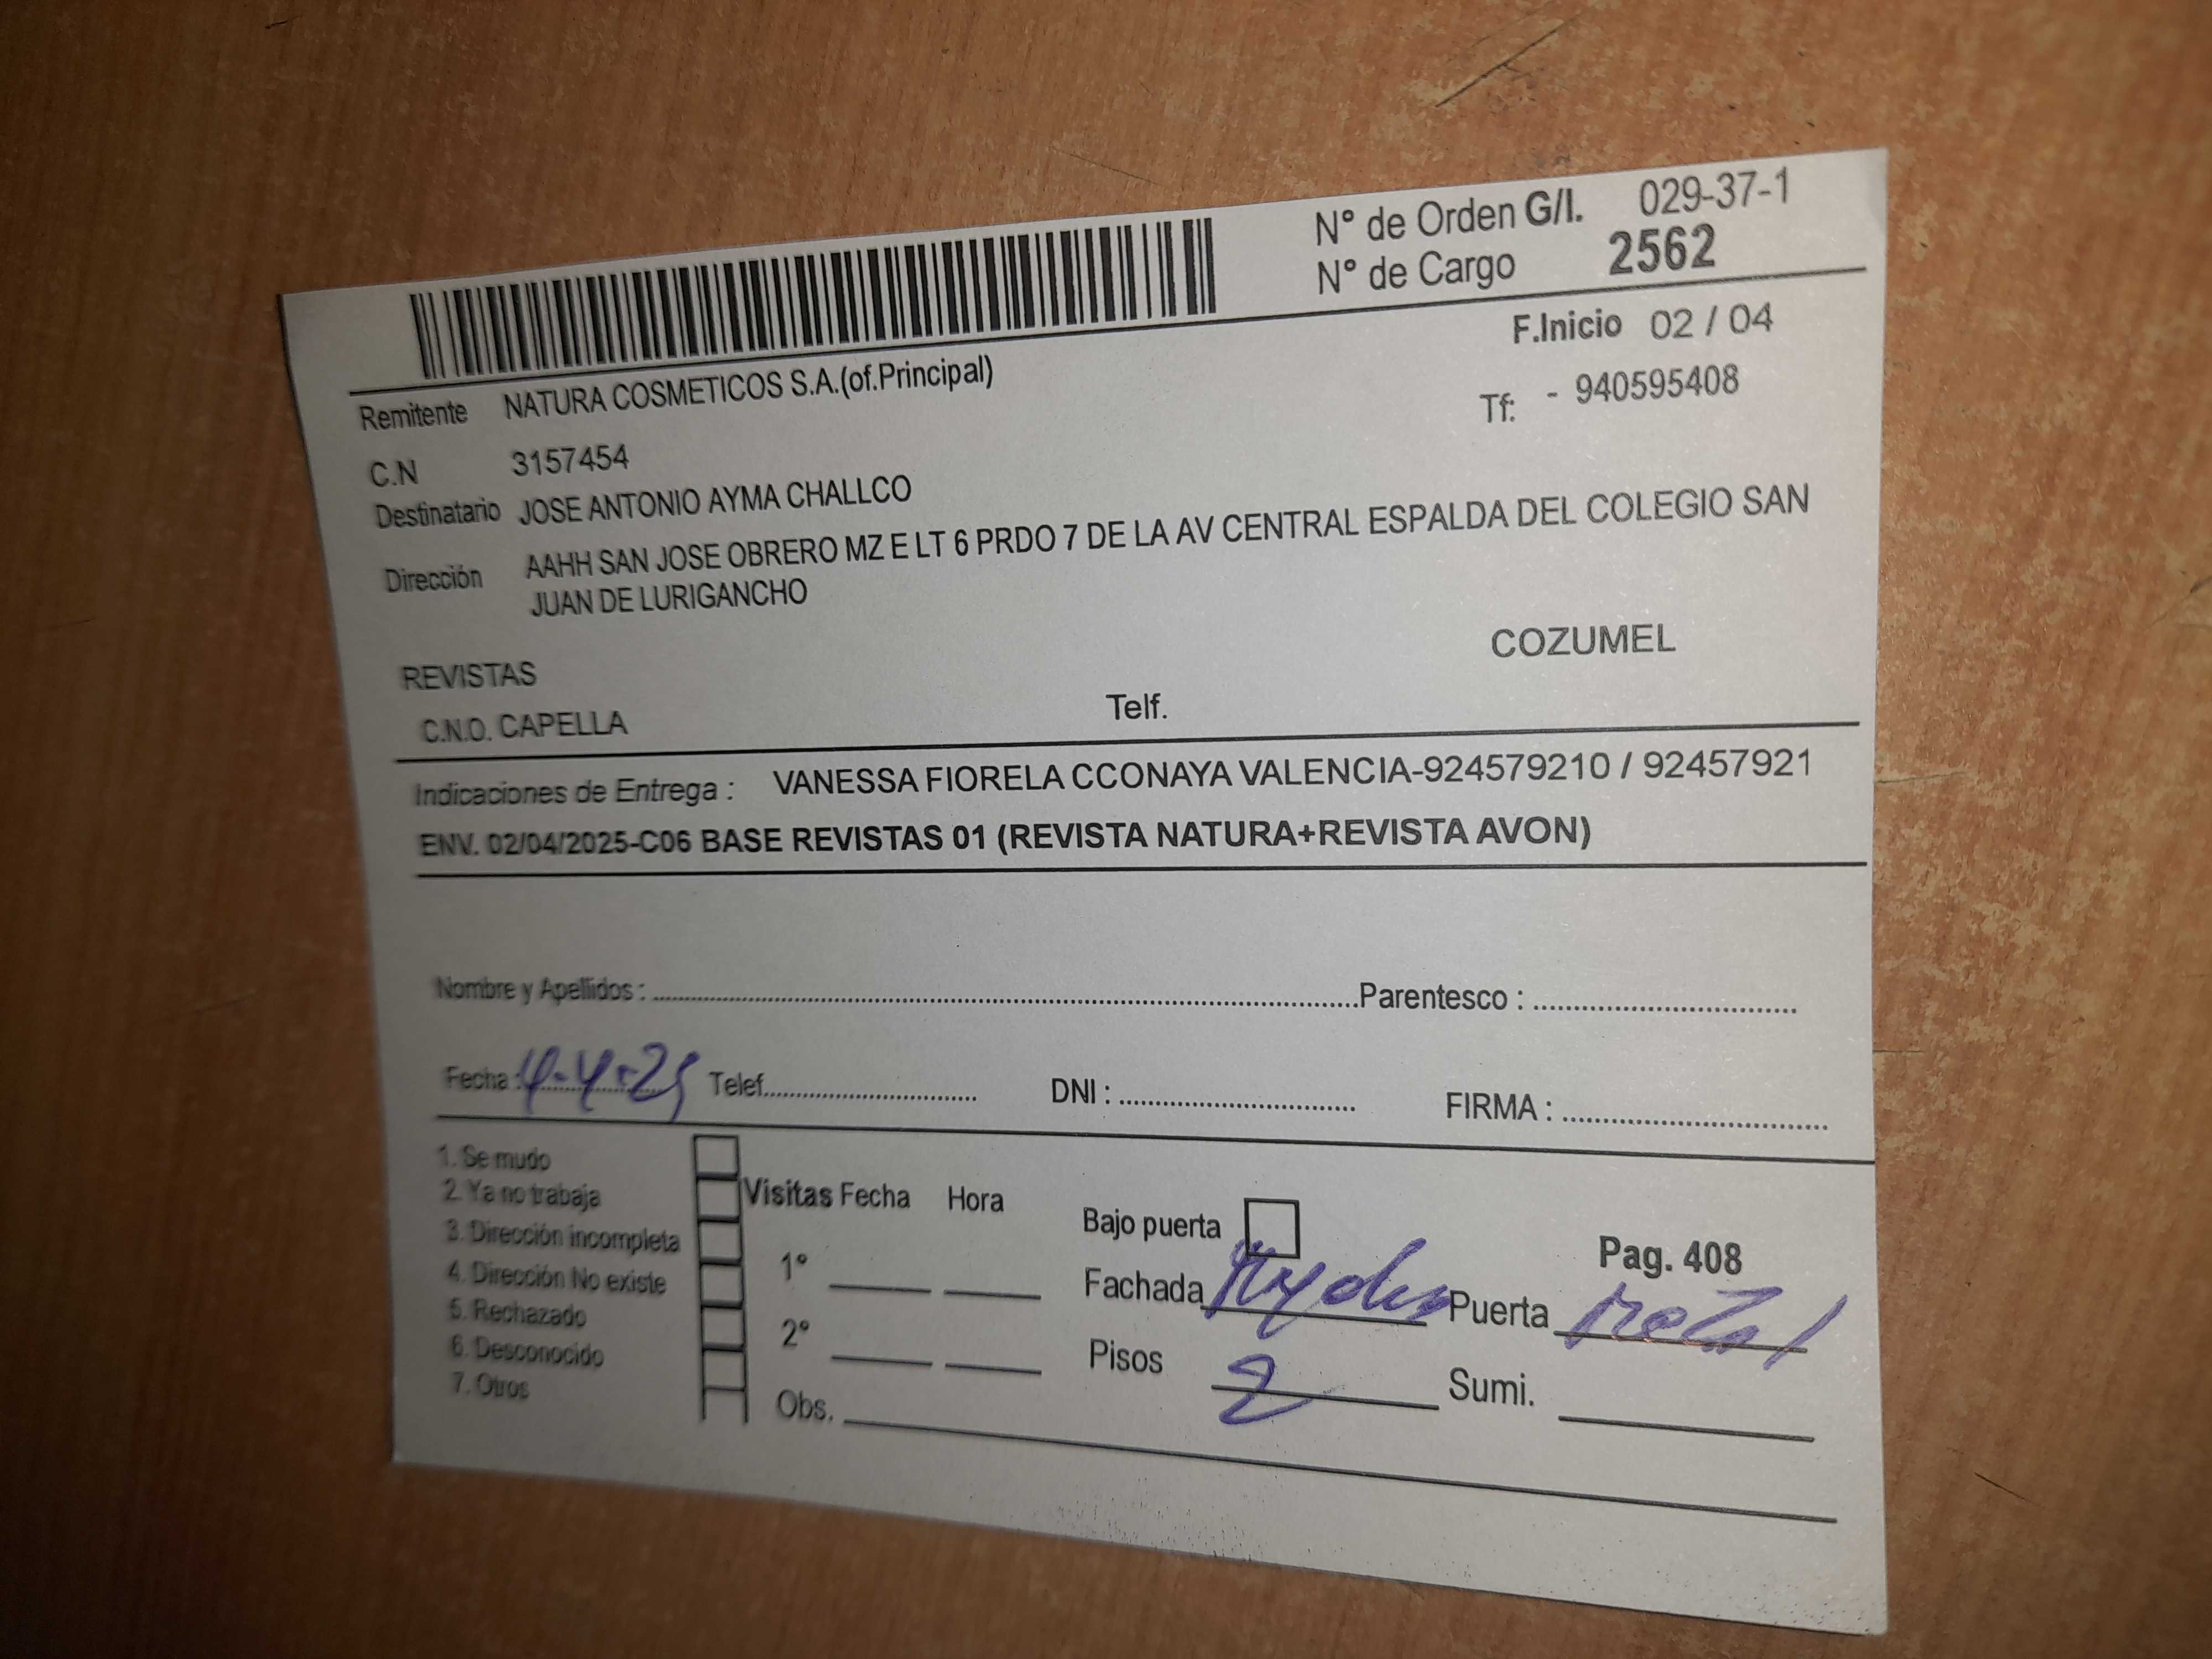 N° de Orden G/I. 029-37-1
N° de Cargo 2562
F.Inicio 02 / 04
Remitente NATURA COSMETICOS S.A.(of.Principal)
Tf: - 940595408
C.N 3157454
Destinatario JOSE ANTONIO AYMA CHALLCO
Dirección AAHH SAN JOSE OBRERO MZ E LT 6 PRDO 7 DE LA AV CENTRAL ESPALDA DEL COLEGIO SAN
JUAN DE LURIGANCHO
COZUMEL
REVISTAS
C.N.O. CAPELLA Telf.
Indicaciones de Entrega : VANESSA FIORELA CCONAYA VALENCIA-924579210 / 92457921
ENV. 02/04/2025-C06 BASE REVISTAS 01 (REVISTA NATURA+REVISTA AVON)
Nombre y Apellidos : Parentesco :
Fecha : 4-4-25 Telef. DNI : FIRMA :
1. Se mudo
2. Ya no trabaja
3. Dirección incompleta
4. Dirección No existe
5. Rechazado
6. Desconocido
7. Otros
Visitas Fecha Hora
1°
2°
Obs.
Bajo puerta
Pag. 408
Fachada Puerta metal
Pisos 2 Sumi.